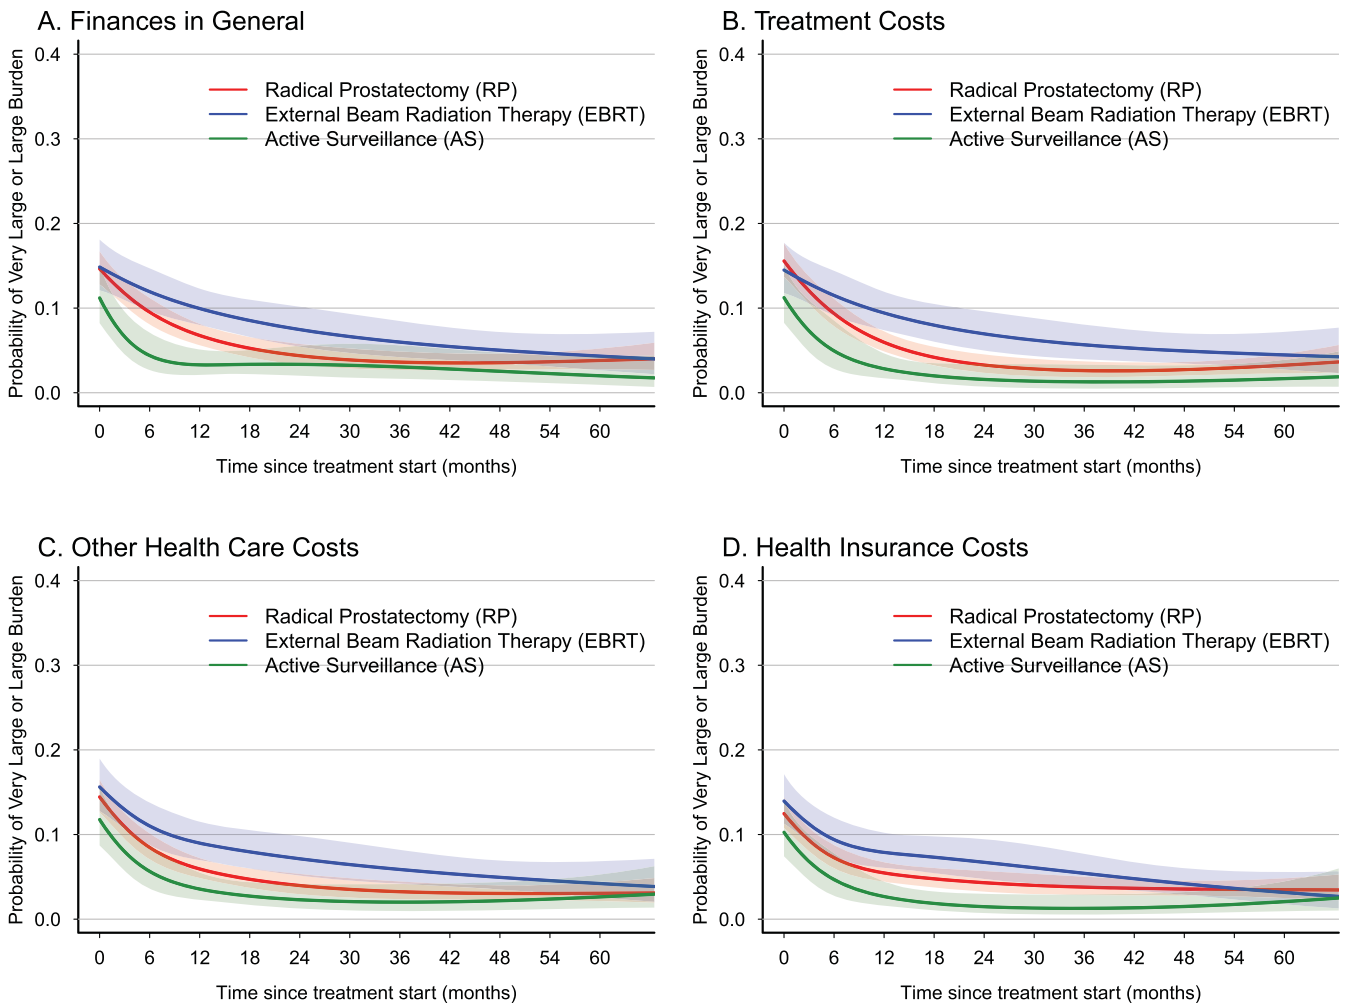 A. Finances in General
Probability of Very Large or Large Burden
0.4
0.3
0.2
0.1
0.0
Radical Prostatectomy (RP)
External Beam Radiation Therapy (EBRT)
Active Surveillance (AS)
0 6 12 18 24 30 36 42 48 54 60
Time since treatment start (months)
B. Treatment Costs
Probability of Very Large or Large Burden
0.4
0.3
0.2
0.1
0.0
Radical Prostatectomy (RP)
External Beam Radiation Therapy (EBRT)
Active Surveillance (AS)
0 6 12 18 24 30 36 42 48 54 60
Time since treatment start (months)
C. Other Health Care Costs
Probability of Very Large or Large Burden
0.4
0.3
0.2
0.1
0.0
Radical Prostatectomy (RP)
External Beam Radiation Therapy (EBRT)
Active Surveillance (AS)
0 6 12 18 24 30 36 42 48 54 60
Time since treatment start (months)
D. Health Insurance Costs
Probability of Very Large or Large Burden
0.4
0.3
0.2
0.1
0.0
Radical Prostatectomy (RP)
External Beam Radiation Therapy (EBRT)
Active Surveillance (AS)
0 6 12 18 24 30 36 42 48 54 60
Time since treatment start (months)